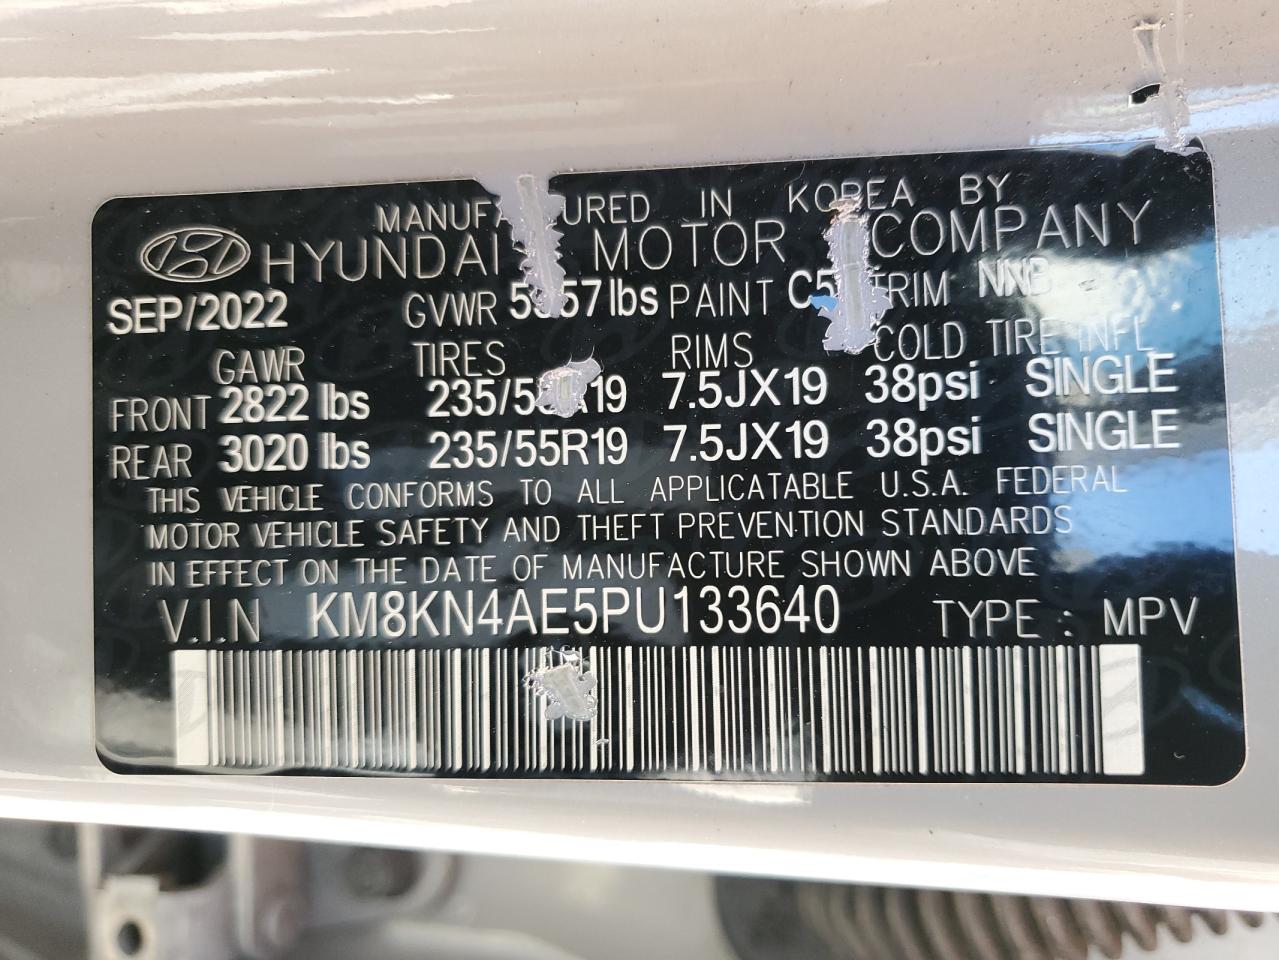 MANUFA URED IN KOREA BY
HYUNDAI MOTOR COMPANY
SEP/2022 GVWR lbs PAINT TRIM NNB
GAWR TIRES RIMS COLD TIRE INFL
FRONT 2822 lbs 7.5JX19 38psi SINGLE
REAR 3020 lbs 235/55R19 7.5JX19 38psi SINGLE
THIS VEHICLE CONFORMS TO ALL APPLICATABLE U.S.A. FEDERAL
MOTOR VEHICLE SAFETY AND THEFT PREVENTION STANDARDS
IN EFFECT ON THE DATE OF MANUFACTURE SHOWN ABOVE
V.I.N KM8KN4AE5PU133640 TYPE : MPV